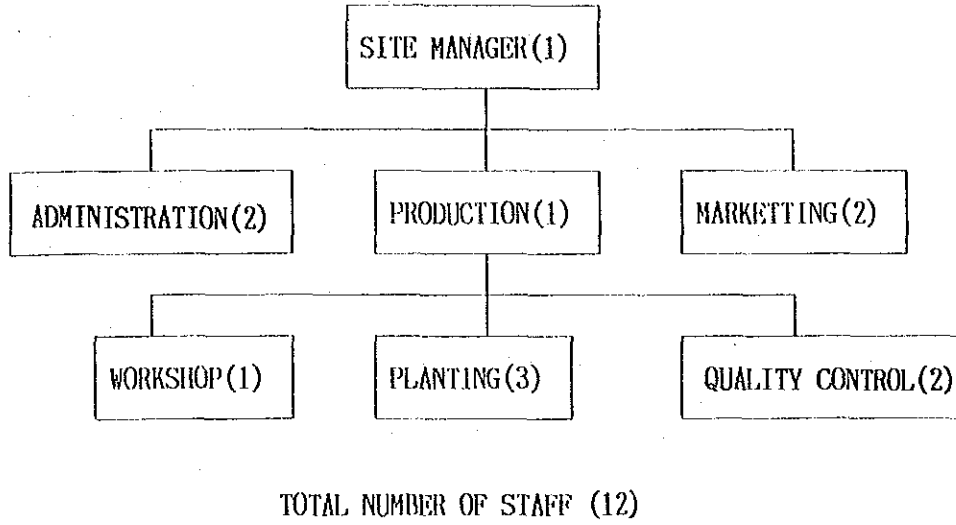 SITE MANAGER(1)
ADMINISTRATION(2)
PRODUCTION(1)
MARKETTING(2)
WORKSHOP(1)
PLANTING(3)
QUALITY CONTROL(2)
TOTAL NUMBER OF STAFF (12)